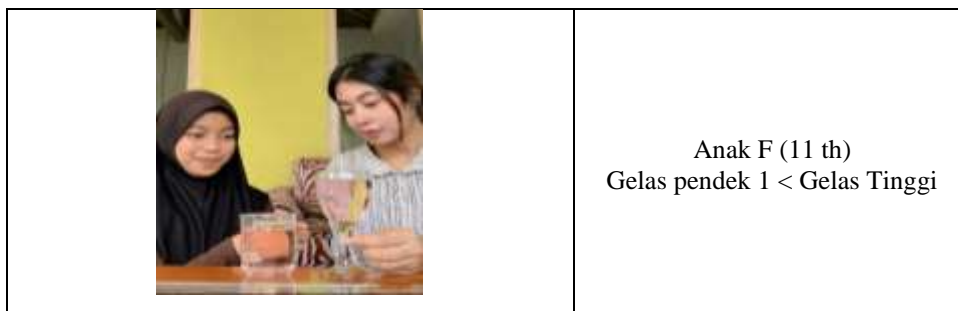 Anak F (11 th)
Gelas pendek 1 < Gelas Tinggi